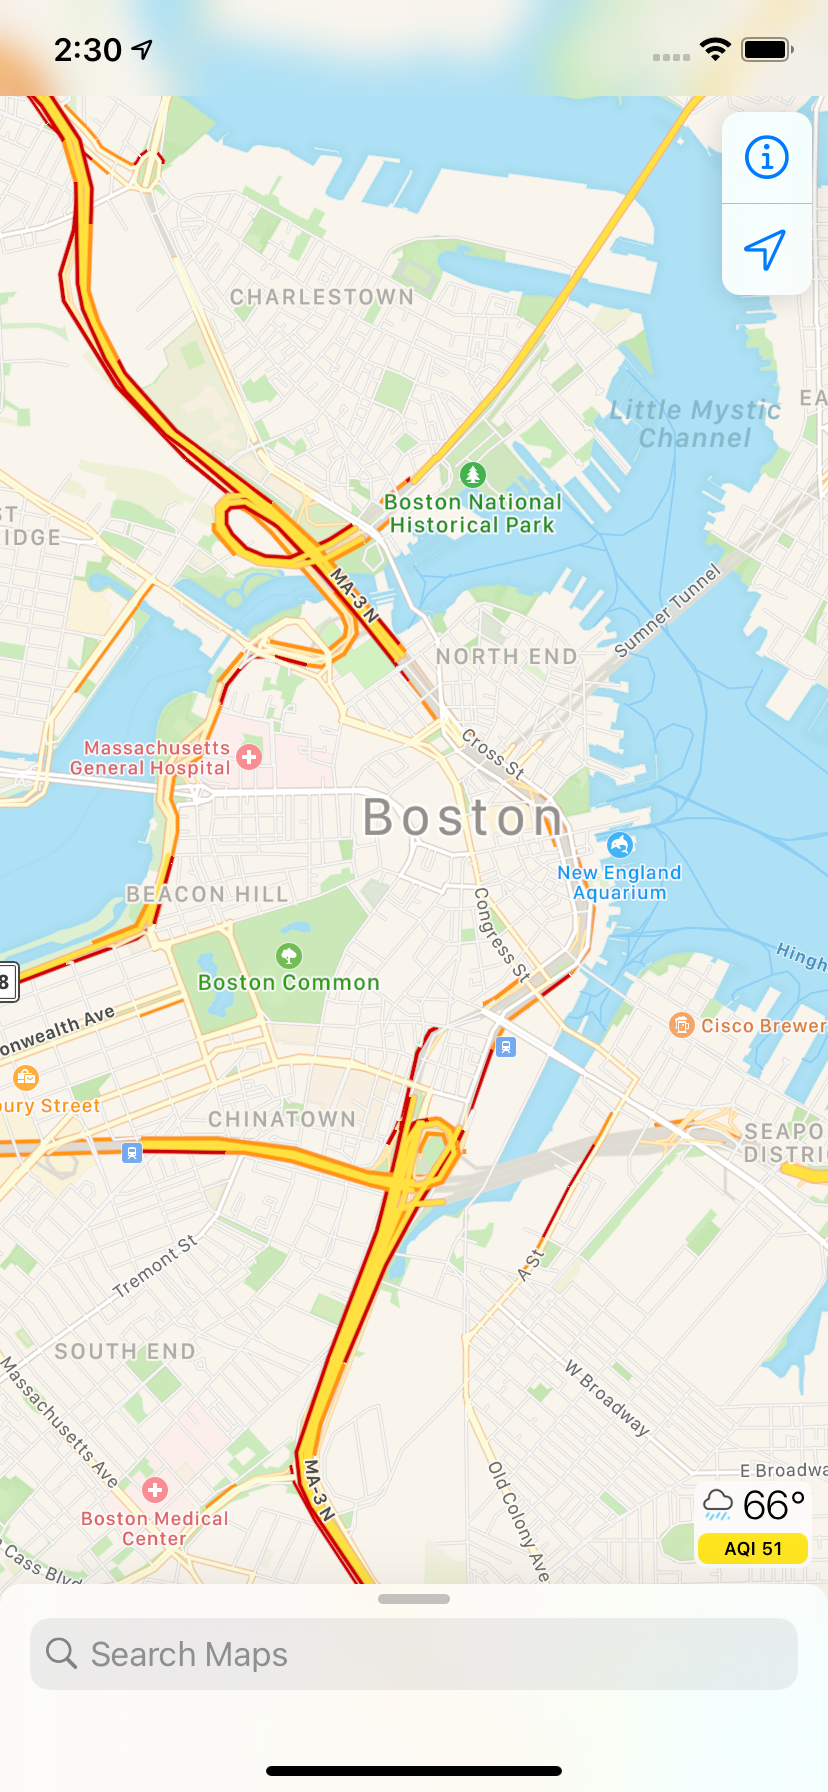 2:30
CHARLESTOWN
Little Mystic
Channel
EA
ST
IDGE
Boston National
Historical Park
MA-3 N
Sumner Tunnel
NORTH END
Cross St
Massachusetts
General Hospital
Boston
New England
Aquarium
BEACON HILL
Congress St
Boston Common
Hingh
8
onwealth Ave
Cisco Brewer
bury Street
CHINATOWN
SEAPO
DISTRI
Tremont St
A St
SOUTH END
Massachusetts Ave
W Broadway
MA-3 N
Old Colony Ave
E Broadwa
Boston Medical
Center
Cass Blvd
66°
AQI 51
Search Maps